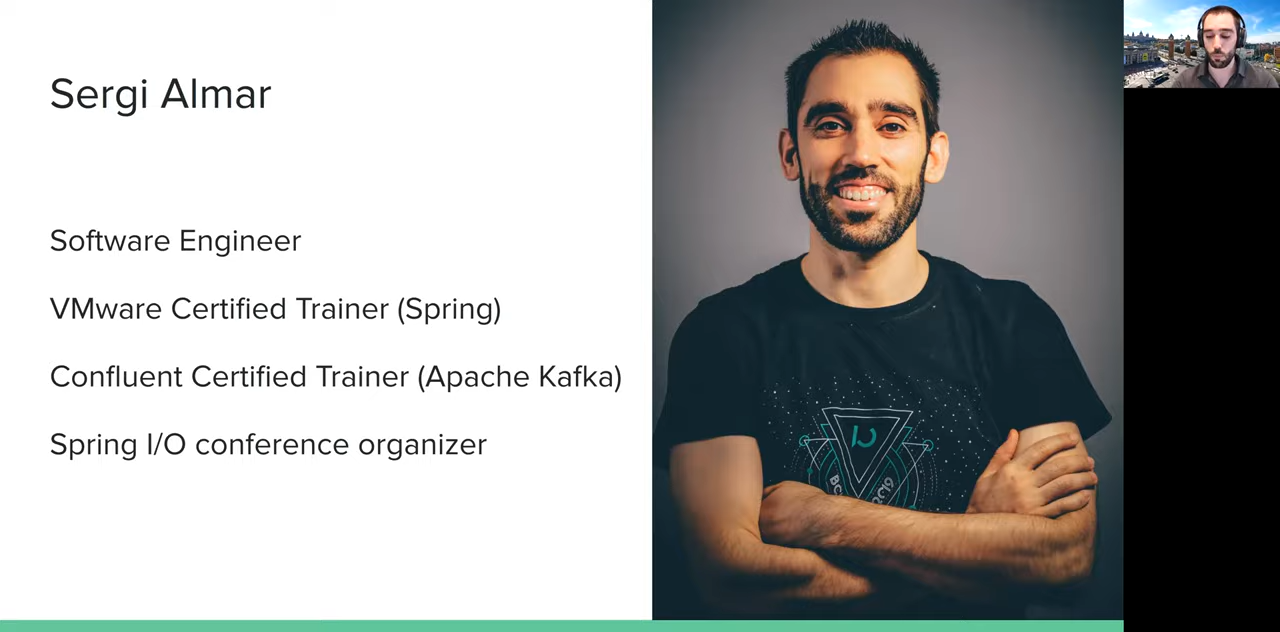 Sergi Almar
Software Engineer
VMware Certified Trainer (Spring)
Confluent Certified Trainer (Apache Kafka)
Spring I/O conference organizer